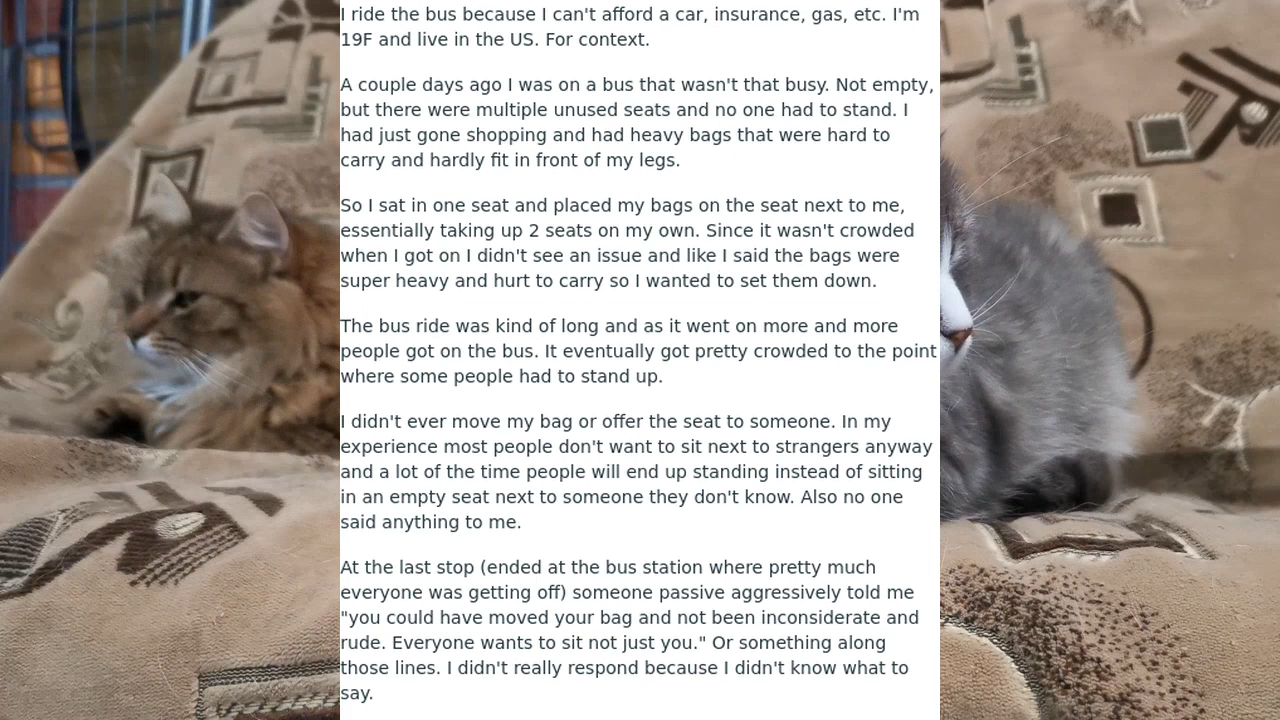 I ride the bus because I can't afford a car, insurance, gas, etc. I'm
19F and live in the US. For context.
A couple days ago I was on a bus that wasn't that busy. Not empty,
but there were multiple unused seats and no one had to stand. I
had just gone shopping and had heavy bags that were hard to
carry and hardly fit in front of my legs.
So I sat in one seat and placed my bags on the seat next to me,
essentially taking up 2 seats on my own. Since it wasn't crowded
when I got on I didn't see an issue and like I said the bags were
super heavy and hurt to carry so I wanted to set them down.
The bus ride was kind of long and as it went on more and more
people got on the bus. It eventually got pretty crowded to the point
where some people had to stand up.
I didn't ever move my bag or offer the seat to someone. In my
experience most people don't want to sit next to strangers anyway
and a lot of the time people will end up standing instead of sitting
in an empty seat next to someone they don't know. Also no one
said anything to me.
At the last stop (ended at the bus station where pretty much
everyone was getting off) someone passive aggressively told me
"you could have moved your bag and not been inconsiderate and
rude. Everyone wants to sit not just you." Or something along
those lines. I didn't really respond because I didn't know what to
say.